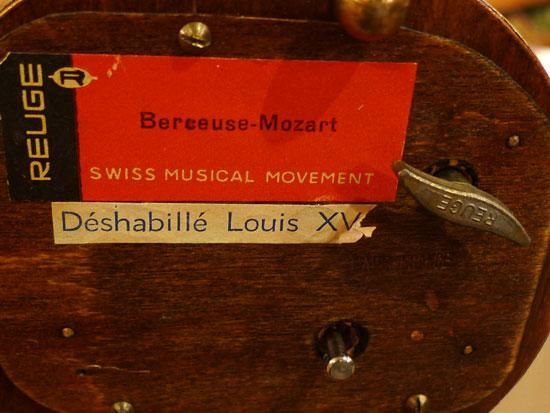 REUGE
R
Berceuse-Mozart
SWISS MUSICAL MOVEMENT
Déshabillé Louis XV
REUGE